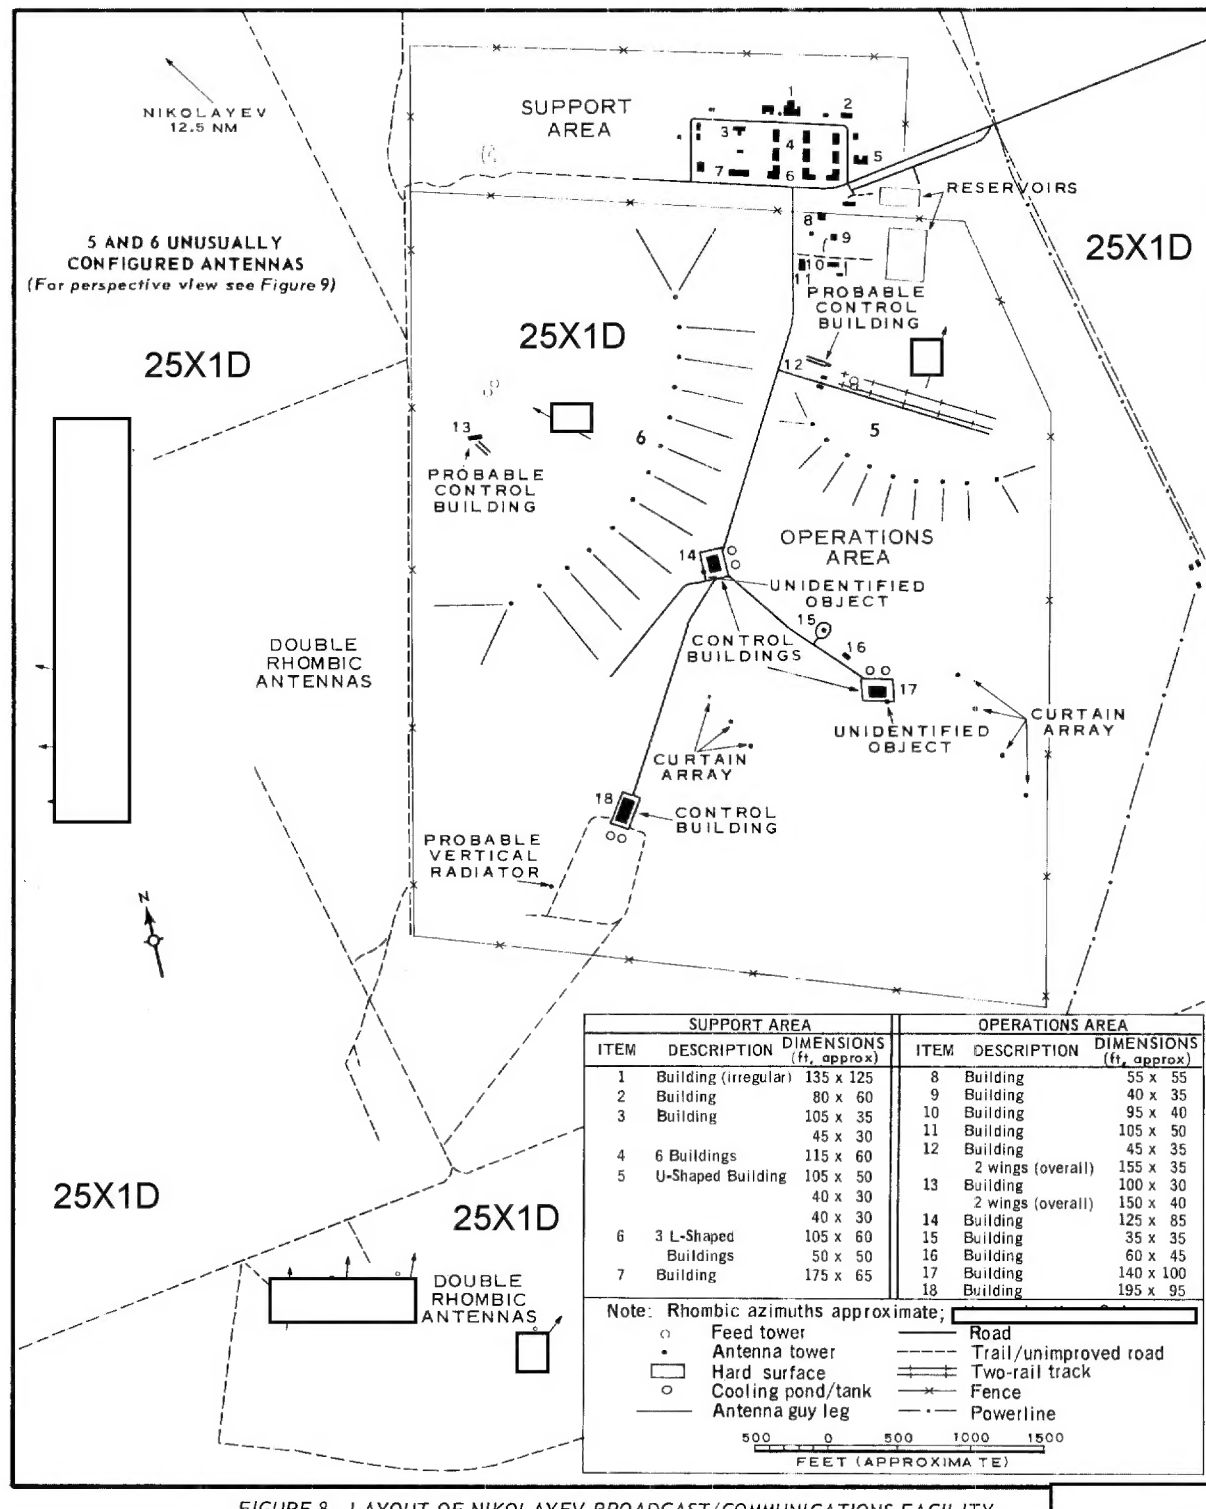 NIKOLAYEV
12.5 NM
SUPPORT
AREA
1
2
3
4
5
7
6
RESERVOIRS
5 AND 6 UNUSUALLY
CONFIGURED ANTENNAS
(For perspective view see Figure 9)
8
9
10
11
25X1D
PROBABLE
CONTROL
BUILDING
25X1D
25X1D
12
13
6
5
PROBABLE
CONTROL
BUILDING
OPERATIONS
AREA
14
UNIDENTIFIED
OBJECT
15
16
CONTROL
BUILDINGS
17
DOUBLE
RHOMBIC
ANTENNAS
UNIDENTIFIED
OBJECT
CURTAIN
ARRAY
CURTAIN
ARRAY
18
CONTROL
BUILDING
PROBABLE
VERTICAL
RADIATOR
N
SUPPORT AREA
ITEM DESCRIPTION DIMENSIONS
(ft, approx)
1 Building (irregular) 135 x 125
2 Building 80 x 60
3 Building 105 x 35
45 x 30
4 6 Buildings 115 x 60
5 U-Shaped Building 105 x 50
40 x 30
40 x 30
6 3 L-Shaped 105 x 60
Buildings 50 x 50
7 Building 175 x 65
OPERATIONS AREA
ITEM DESCRIPTION DIMENSIONS
(ft, approx)
8 Building 55 x 55
9 Building 40 x 35
10 Building 95 x 40
11 Building 105 x 50
12 Building 45 x 35
2 wings (overall) 155 x 35
13 Building 100 x 30
2 wings (overall) 150 x 40
14 Building 125 x 85
15 Building 35 x 35
16 Building 60 x 45
17 Building 140 x 100
18 Building 195 x 95
25X1D
25X1D
DOUBLE
RHOMBIC
ANTENNAS
Note: Rhombic azimuths approximate;
Feed tower
Antenna tower
Hard surface
Cooling pond/tank
Antenna guy leg
Road
Trail/unimproved road
Two-rail track
Fence
Powerline
500 0 500 1000 1500
FEET (APPROXIMATE)
FIGURE 8. LAYOUT OF NIKOLAYEV BROADCAST/COMMUNICATIONS FACILITY